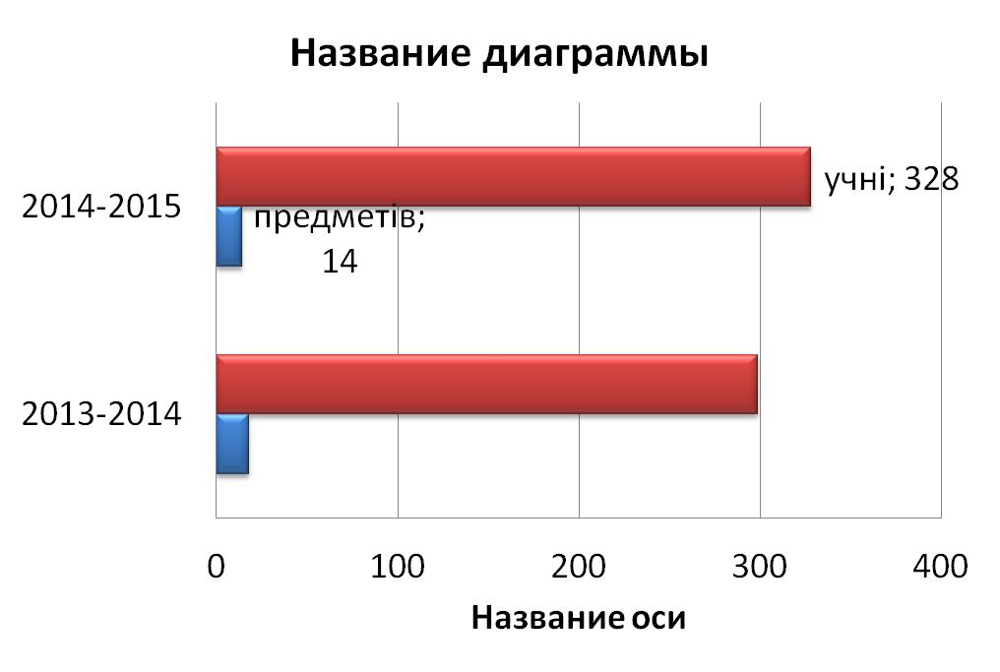 Название диаграммы
2014-2015
учні; 328
предметів;
14
2013-2014
0 100 200 300 400
Название оси